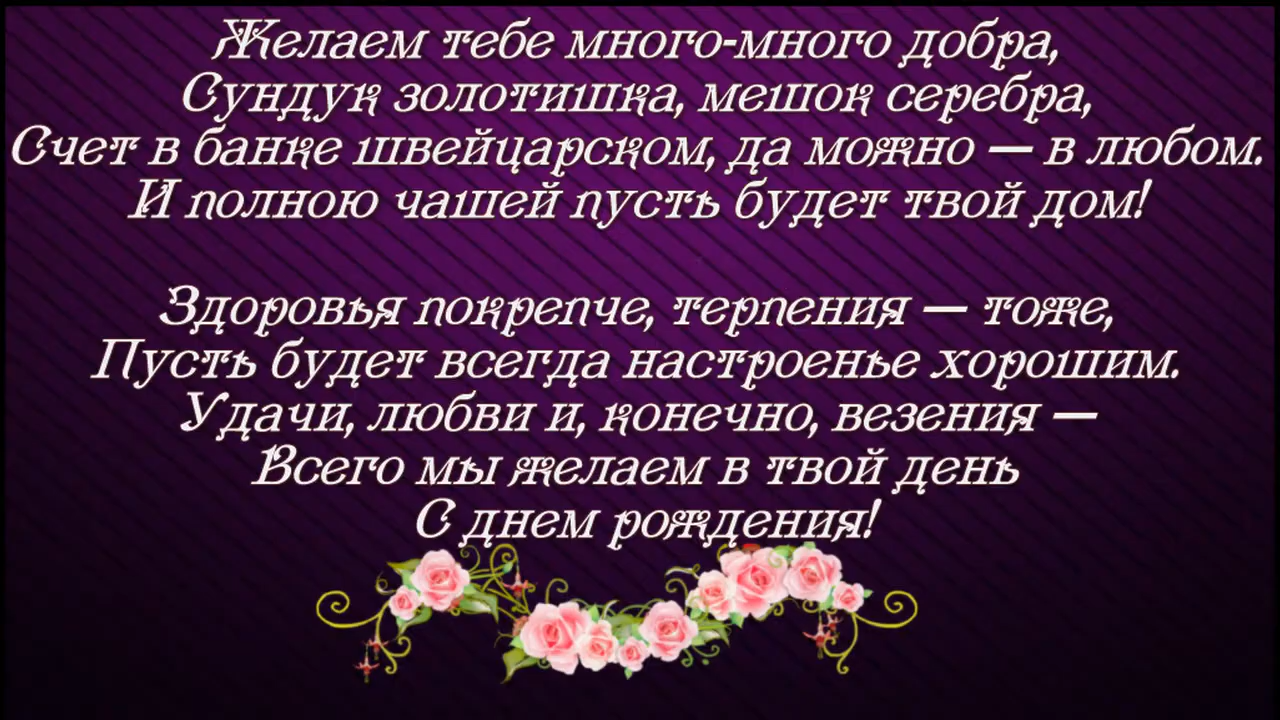 Желаем тебе много-много добра,
Сундук золотишка, мешок серебра,
Счет в банке швейцарском, да можно — в любом.
И полною чашей пусть будет твой дом!
Здоровья покрепче, терпения — тоже,
Пусть будет всегда настроенье хорошим.
Удачи, любви и, конечно, везения —
Всего мы желаем в твой день
С днем рождения!